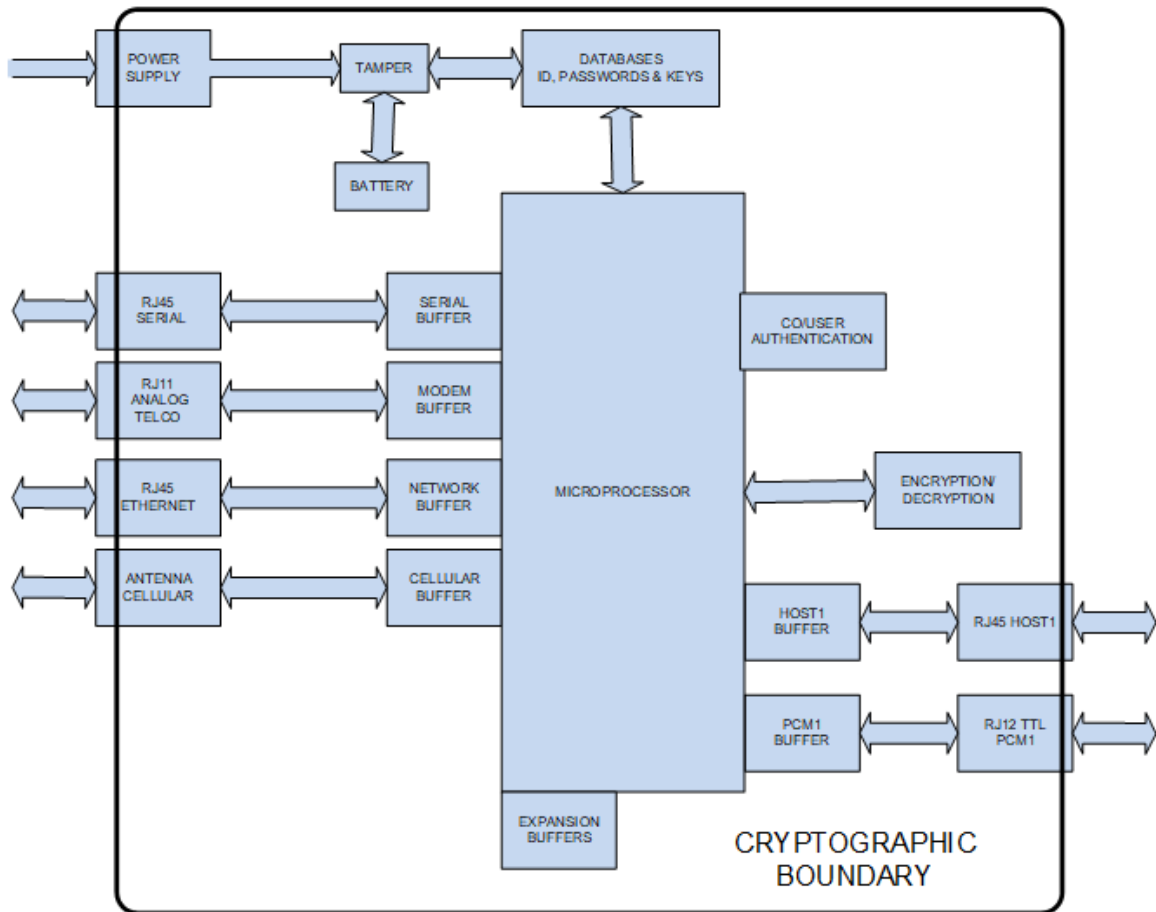 POWER
SUPPLY
TAMPER
DATABASES
ID, PASSWORDS & KEYS
BATTERY
RJ45
SERIAL
SERIAL
BUFFER
CO/USER
AUTHENTICATION
RJ11
ANALOG
TELCO
MODEM
BUFFER
RJ45
ETHERNET
NETWORK
BUFFER
MICROPROCESSOR
ENCRYPTION/
DECRYPTION
ANTENNA
CELLULAR
CELLULAR
BUFFER
HOST1
BUFFER
RJ45 HOST1
PCM1
BUFFER
RJ12 TTL
PCM1
EXPANSION
BUFFERS
CRYPTOGRAPHIC
BOUNDARY